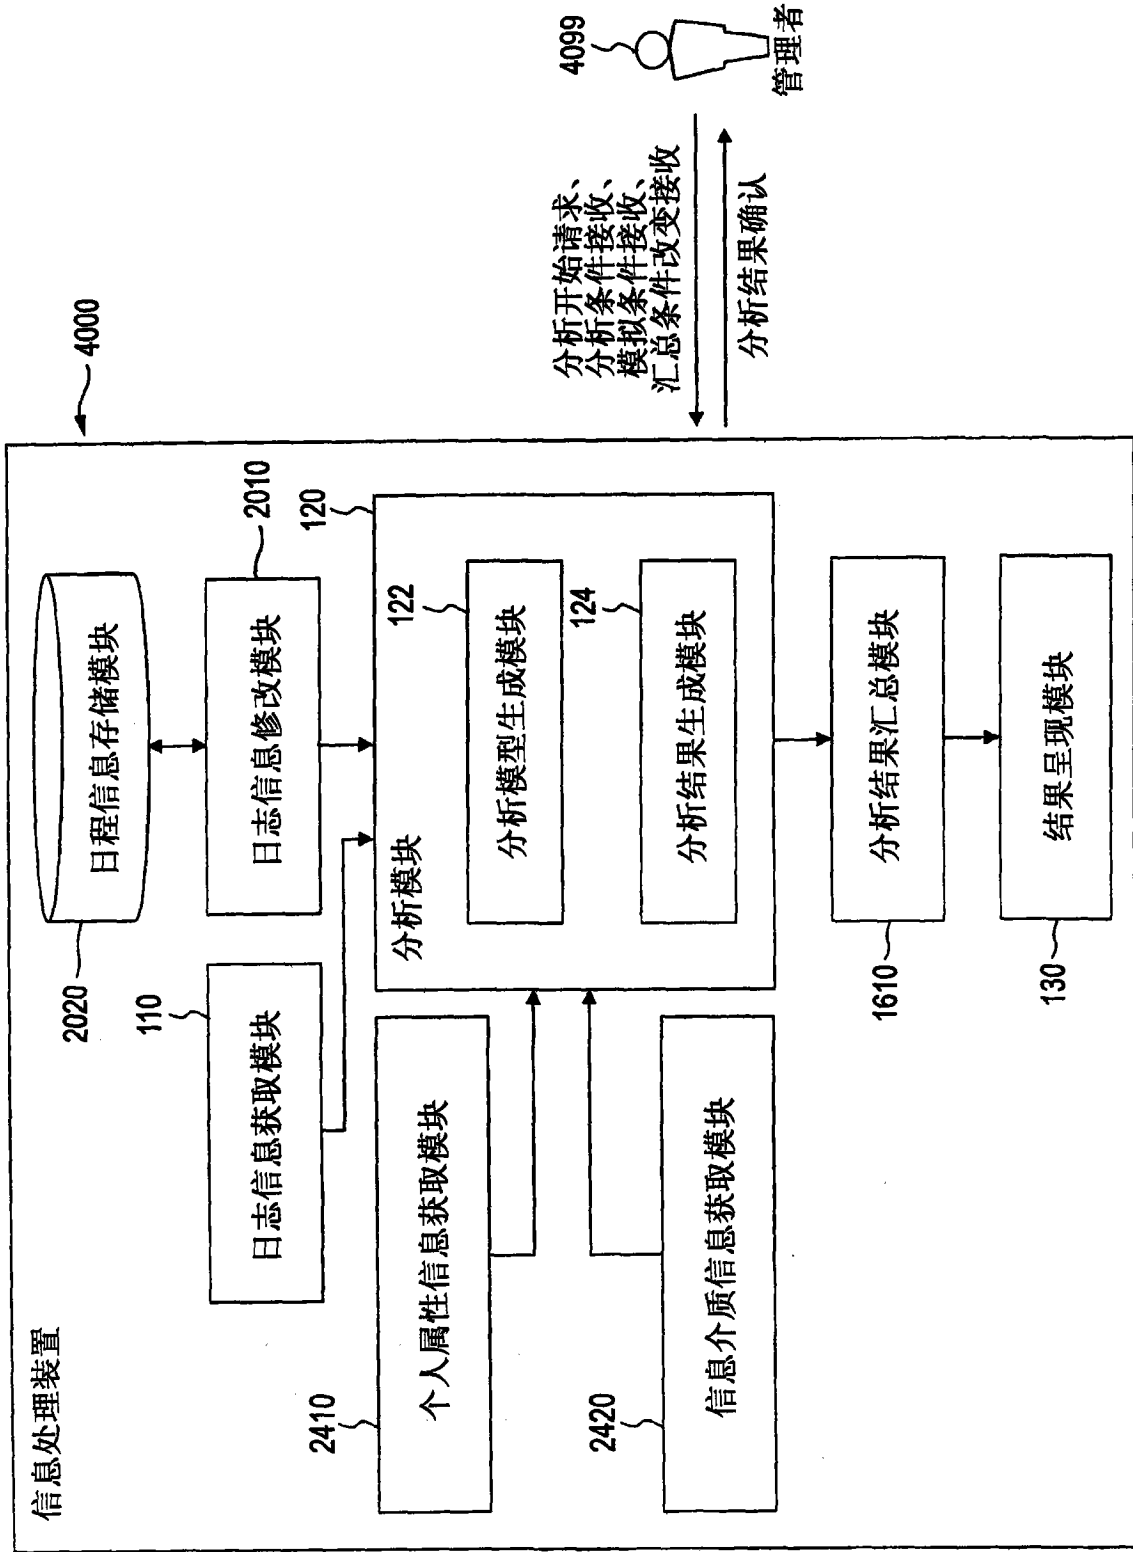 信息处理装置
4000
日程信息存储模块
2020
日志信息获取模块
110
日志信息修改模块
2010
个人属性信息获取模块
2410
信息介质信息获取模块
2420
分析模块
120
分析模型生成模块
122
分析结果生成模块
124
分析结果汇总模块
1610
结果呈现模块
130
分析开始请求、
分析条件接收、
模拟条件接收、
汇总条件改变接收
分析结果确认
4099
管理者